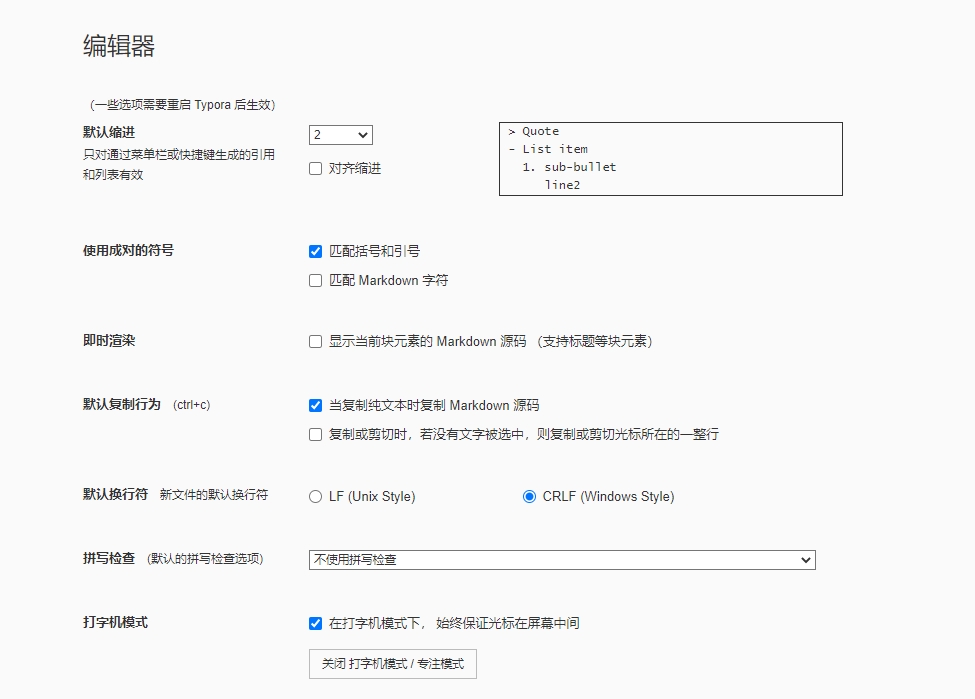 编辑器
（一些选项需要重启 Typora 后生效）
默认缩进
只对通过菜单栏或快捷键生成的引用
和列表有效
2
对齐缩进
> Quote
- List item
1. sub-bullet
line2
使用成对的符号
匹配括号和引号
匹配 Markdown 字符
即时渲染
显示当前块元素的 Markdown 源码 （支持标题等块元素）
默认复制行为 (ctrl+c)
当复制纯文本时复制 Markdown 源码
复制或剪切时，若没有文字被选中，则复制或剪切光标所在的一整行
默认换行符 新文件的默认换行符
LF (Unix Style)
CRLF (Windows Style)
拼写检查 (默认的拼写检查选项)
不使用拼写检查
打字机模式
在打字机模式下， 始终保证光标在屏幕中间
关闭 打字机模式 / 专注模式